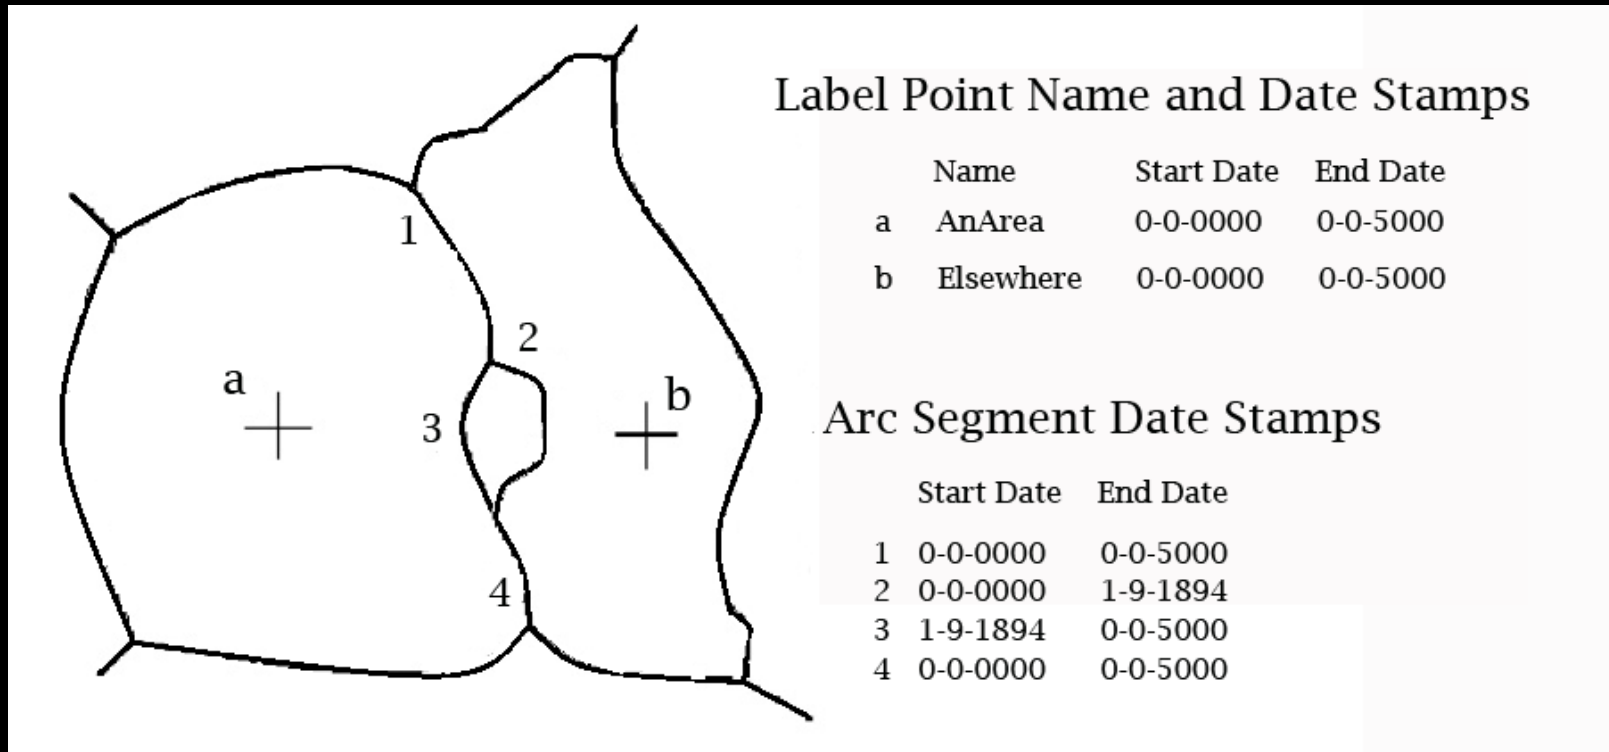 Label Point Name and Date Stamps
Name Start Date End Date
a AnArea 0-0-0000 0-0-5000
b Elsewhere 0-0-0000 0-0-5000
1
2
a
b
3
4
Arc Segment Date Stamps
Start Date End Date
1 0-0-0000 0-0-5000
2 0-0-0000 1-9-1894
3 1-9-1894 0-0-5000
4 0-0-0000 0-0-5000